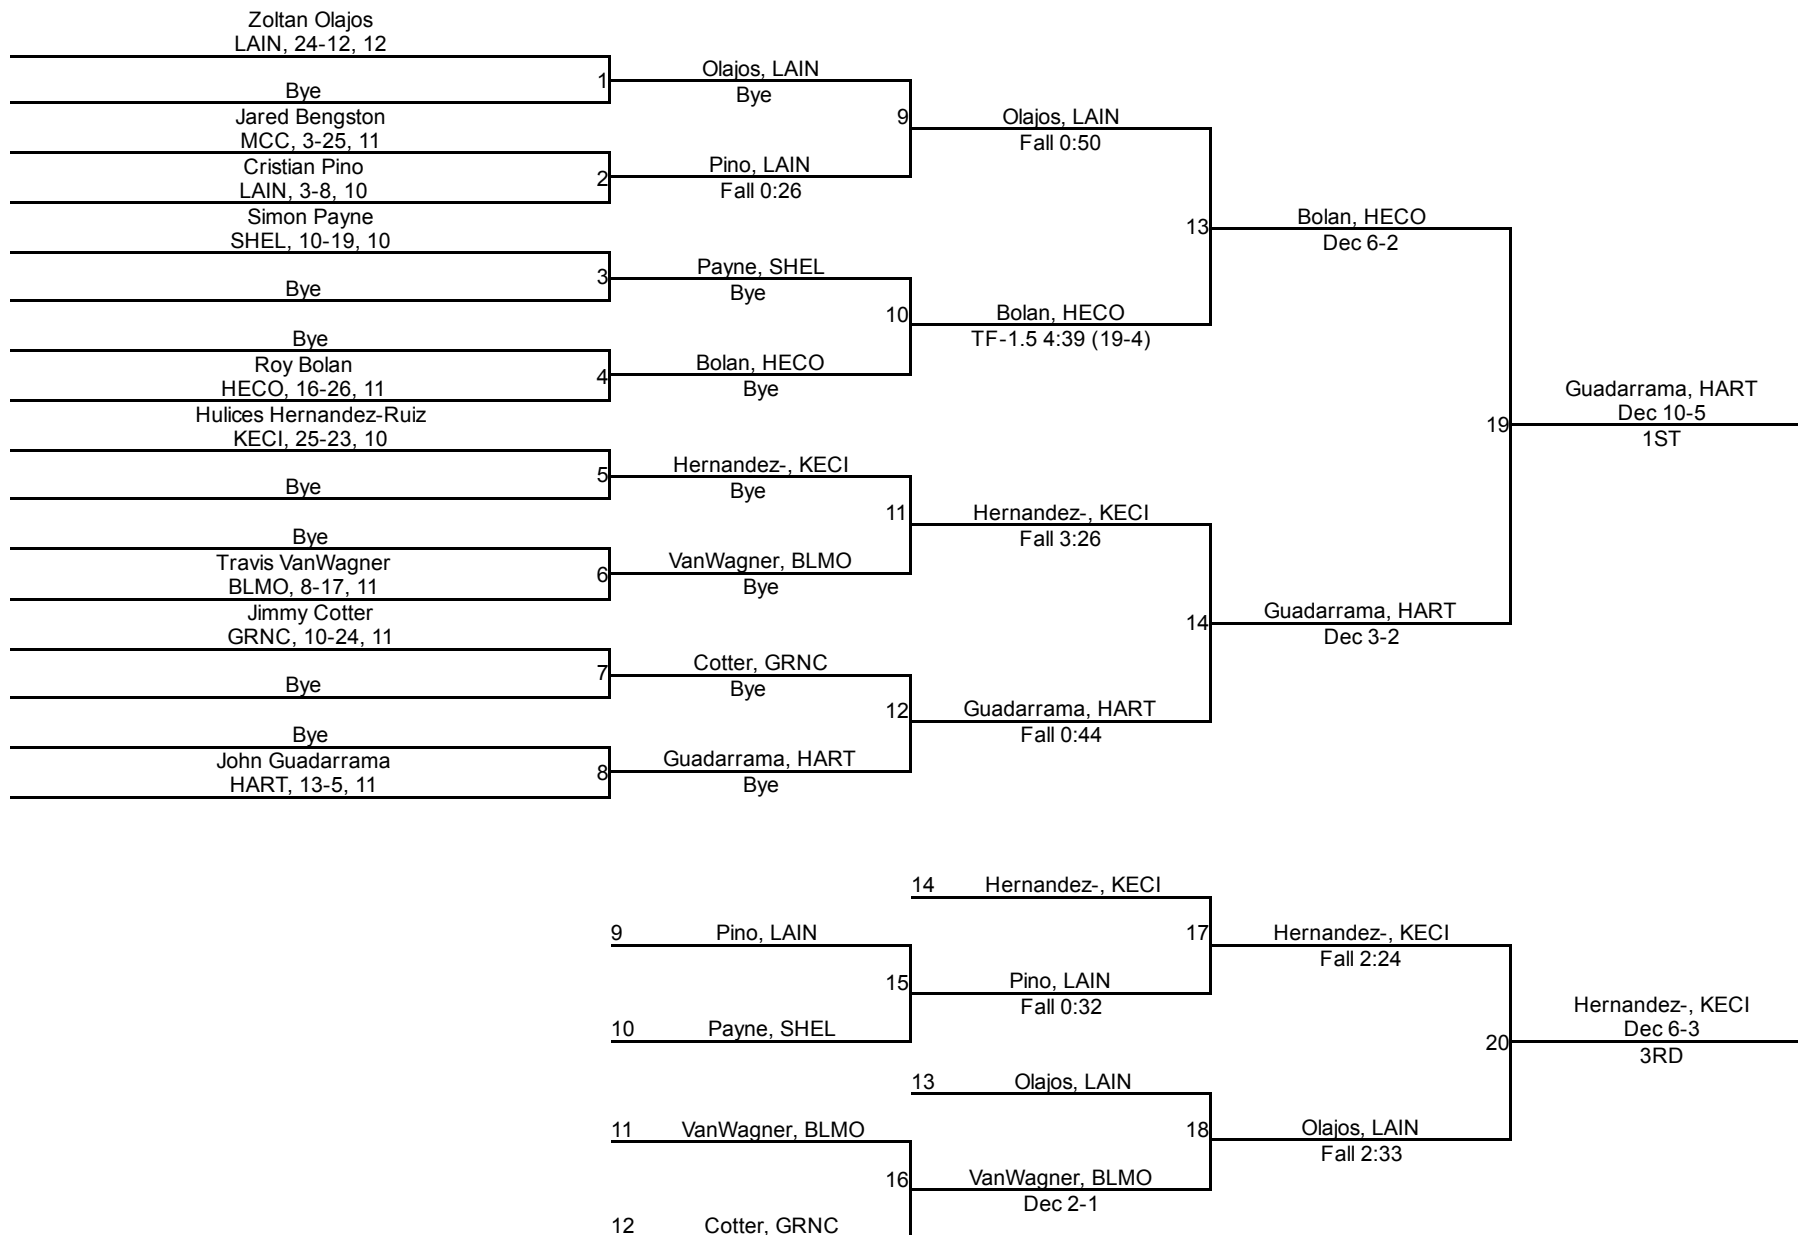 Zoltan Olajos
LAIN, 24-12, 12
1
Bye
Jared Bengston
MCC, 3-25, 11
2
Cristian Pino
LAIN, 3-8, 10
Simon Payne
SHEL, 10-19, 10
3
Bye
Bye
4
Roy Bolan
HECO, 16-26, 11
Hulices Hernandez-Ruiz
KECI, 25-23, 10
5
Bye
Bye
6
Travis VanWagner
BLMO, 8-17, 11
Jimmy Cotter
GRNC, 10-24, 11
7
Bye
Bye
8
John Guadarrama
HART, 13-5, 11
Olajos, LAIN
Bye
9
Pino, LAIN
Fall 0:26
Payne, SHEL
Bye
10
Bolan, HECO
Bye
Hernandez-, KECI
Bye
11
VanWagner, BLMO
Bye
Cotter, GRNC
Bye
12
Guadarrama, HART
Bye
Olajos, LAIN
Fall 0:50
13
Bolan, HECO
TF-1.5 4:39 (19-4)
Hernandez-, KECI
Fall 3:26
14
Guadarrama, HART
Fall 0:44
Bolan, HECO
Dec 6-2
19
Guadarrama, HART
Dec 3-2
Guadarrama, HART
Dec 10-5
1ST
14 Hernandez-, KECI
9 Pino, LAIN
15
10 Payne, SHEL
17
Pino, LAIN
Fall 0:32
13 Olajos, LAIN
11 VanWagner, BLMO
16
12 Cotter, GRNC
18
VanWagner, BLMO
Dec 2-1
Hernandez-, KECI
Fall 2:24
20
Olajos, LAIN
Fall 2:33
Hernandez-, KECI
Dec 6-3
3RD